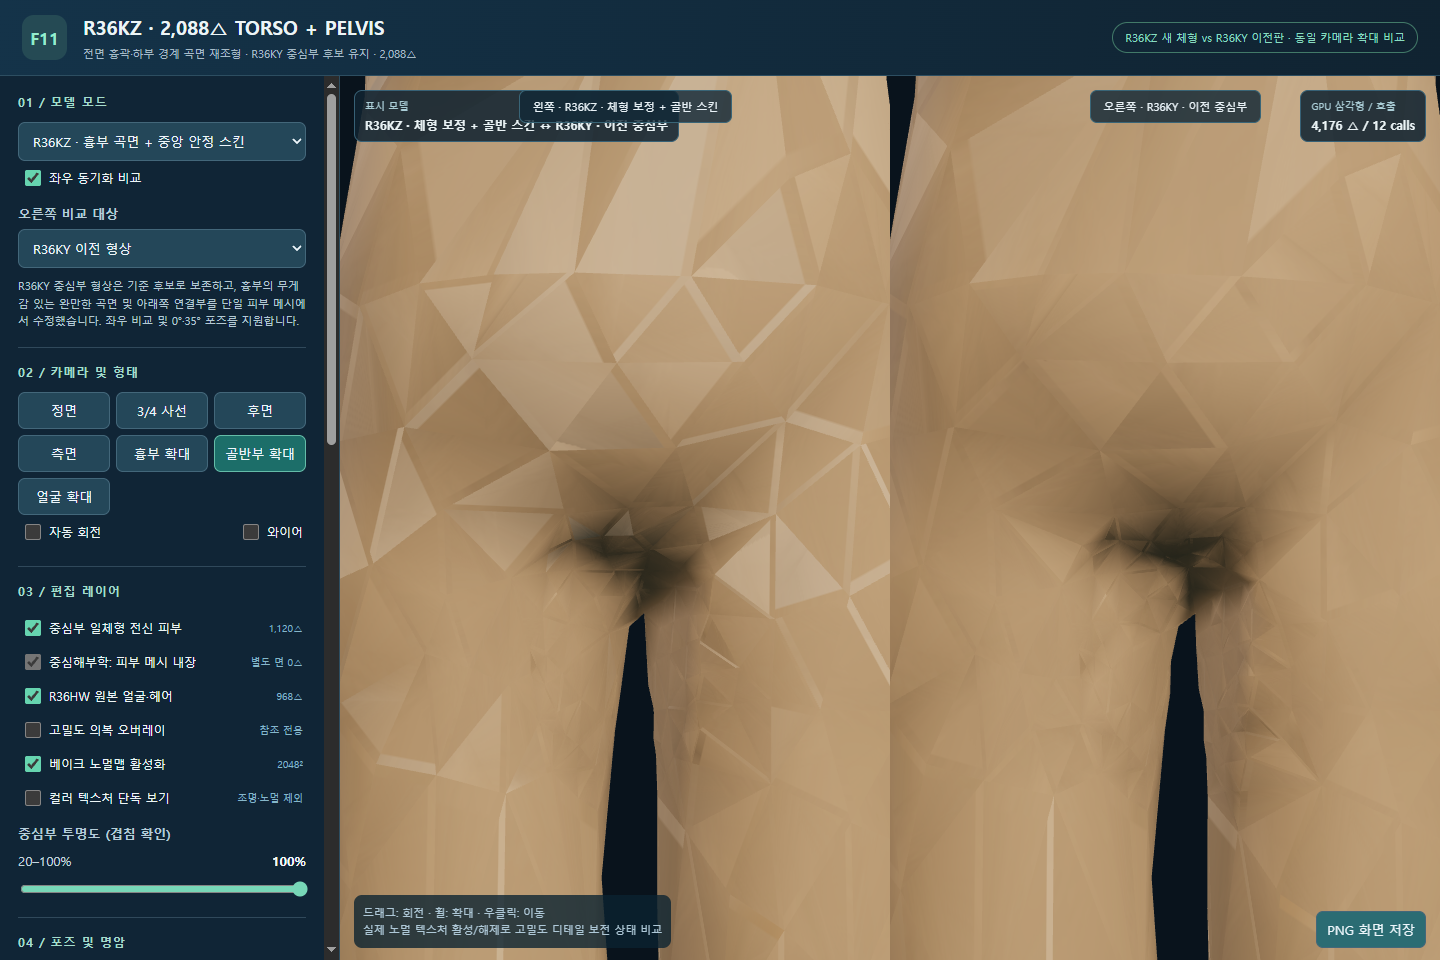 F11
R36KZ · 2,088△ TORSO + PELVIS
전면 흉곽·하부 경계 곡면 재조형 · R36KY 중심부 후보 유지 · 2,088△
R36KZ 새 체형 vs R36KY 이전판 · 동일 카메라 확대 비교
01 / 모델 모드
R36KZ · 흉부 곡면 + 중앙 안정 스킨
좌우 동기화 비교
오른쪽 비교 대상
R36KY 이전 형상
R36KY 중심부 형상은 기준 후보로 보존하고, 흉부의 무게
감 있는 완만한 곡면 및 아래쪽 연결부를 단일 피부 메시에
서 수정했습니다. 좌우 비교 및 0°·35° 포즈를 지원합니다.
02 / 카메라 및 형태
정면
3/4 사선
후면
측면
흉부 확대
골반부 확대
얼굴 확대
자동 회전
와이어
03 / 편집 레이어
중심부 일체형 전신 피부 1,120△
중심해부학: 피부 메시 내장 별도 면 0△
R36HW 원본 얼굴·헤어 968△
고밀도 의복 오버레이 참조 전용
베이크 노멀맵 활성화 2048²
컬러 텍스처 단독 보기 조명·노멀 제외
중심부 투명도 (겹침 확인)
20–100% 100%
04 / 포즈 및 명암
표시 모델
R36KZ · 체형 보정 + 골반 스킨 ↔ R36KY · 이전 중심부
왼쪽 · R36KZ · 체형 보정 + 골반 스킨
오른쪽 · R36KY · 이전 중심부
GPU 삼각형 / 호출
4,176 △ / 12 calls
드래그: 회전 · 휠: 확대 · 우클릭: 이동
실제 노멀 텍스처 활성/해제로 고밀도 디테일 보전 상태 비교
PNG 화면 저장